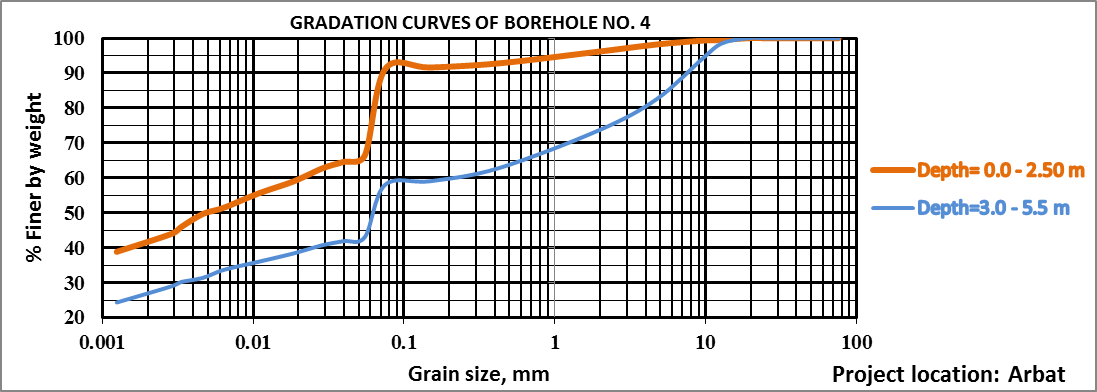 GRADATION CURVES OF BOREHOLE NO. 4
100
90
80
70
60
50
40
30
20
% Finer by weight
0.001 0.01 0.1 1 10 100
Grain size, mm
Depth= 0.0 - 2.50 m
Depth=3.0 - 5.5 m
Project location: Arbat